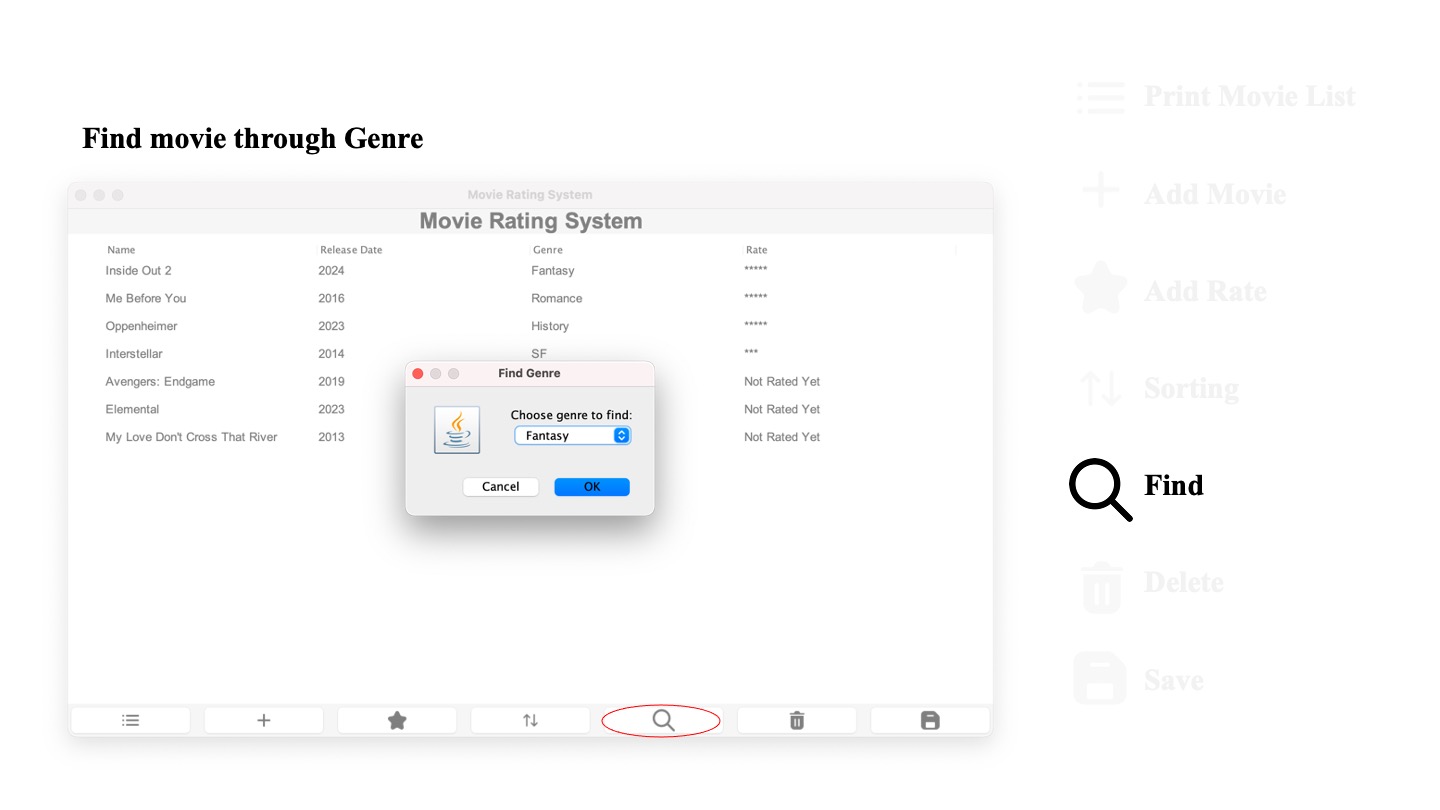 Find movie through Genre
Movie Rating System
Movie Rating System
Name Release Date Genre Rate
Inside Out 2 2024 Fantasy *****
Me Before You 2016 Romance *****
Oppenheimer 2023 History *****
Interstellar 2014 SF ***
Avengers: Endgame 2019 Not Rated Yet
Elemental 2023 Not Rated Yet
My Love Don't Cross That River 2013 Not Rated Yet
Find Genre
Choose genre to find:
Fantasy
Cancel OK
Print Movie List
Add Movie
Add Rate
Sorting
Find
Delete
Save